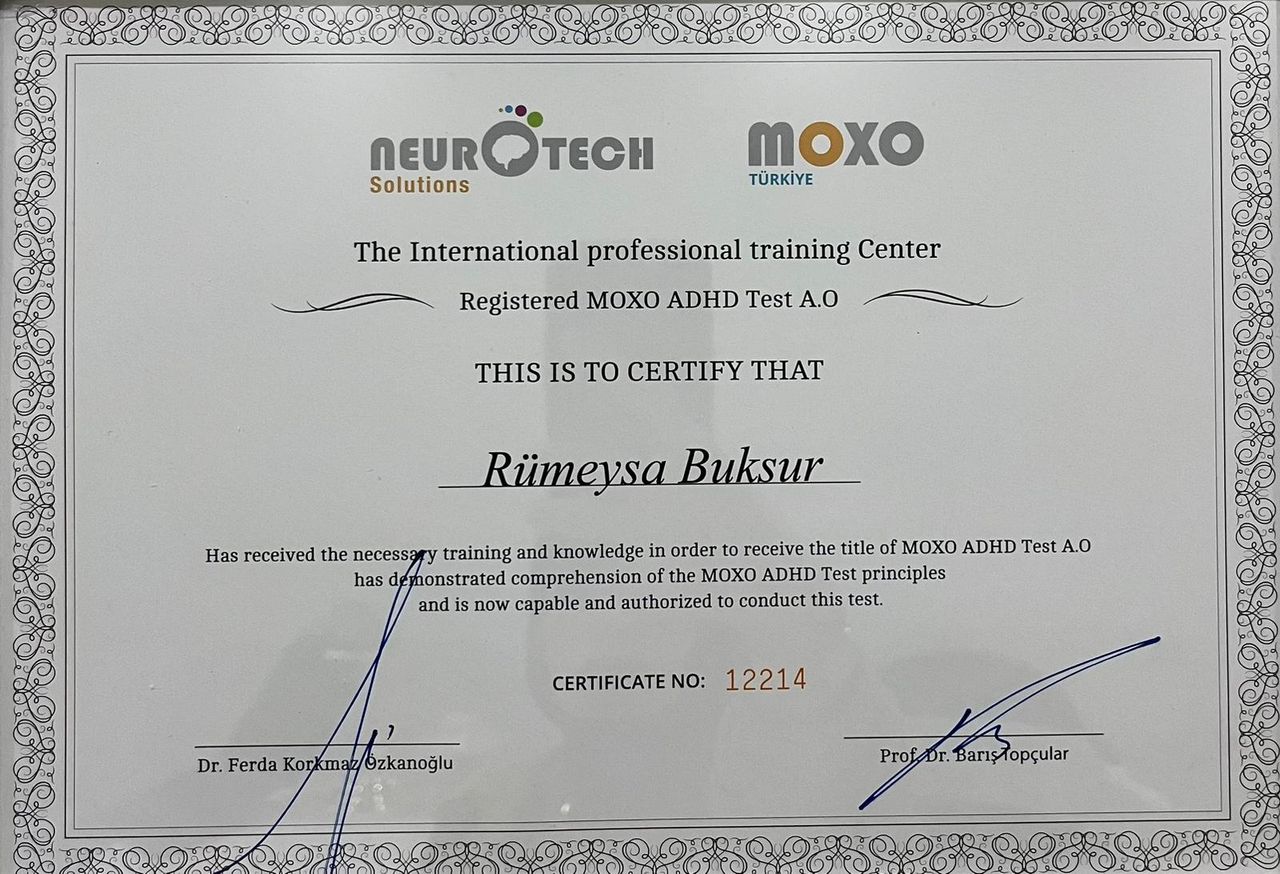 NEUROTECH
Solutions
MOXO
TÜRKİYE
The International professional training Center
Registered MOXO ADHD Test A.O
THIS IS TO CERTIFY THAT
Rümeysa Buksur
Has received the necessary training and knowledge in order to receive the title of MOXO ADHD Test A.O
has demonstrated comprehension of the MOXO ADHD Test principles
and is now capable and authorized to conduct this test.
CERTIFICATE NO: 12214
Dr. Ferda Korkmaz Özkanoğlu
Prof. Dr. Barış Topçular